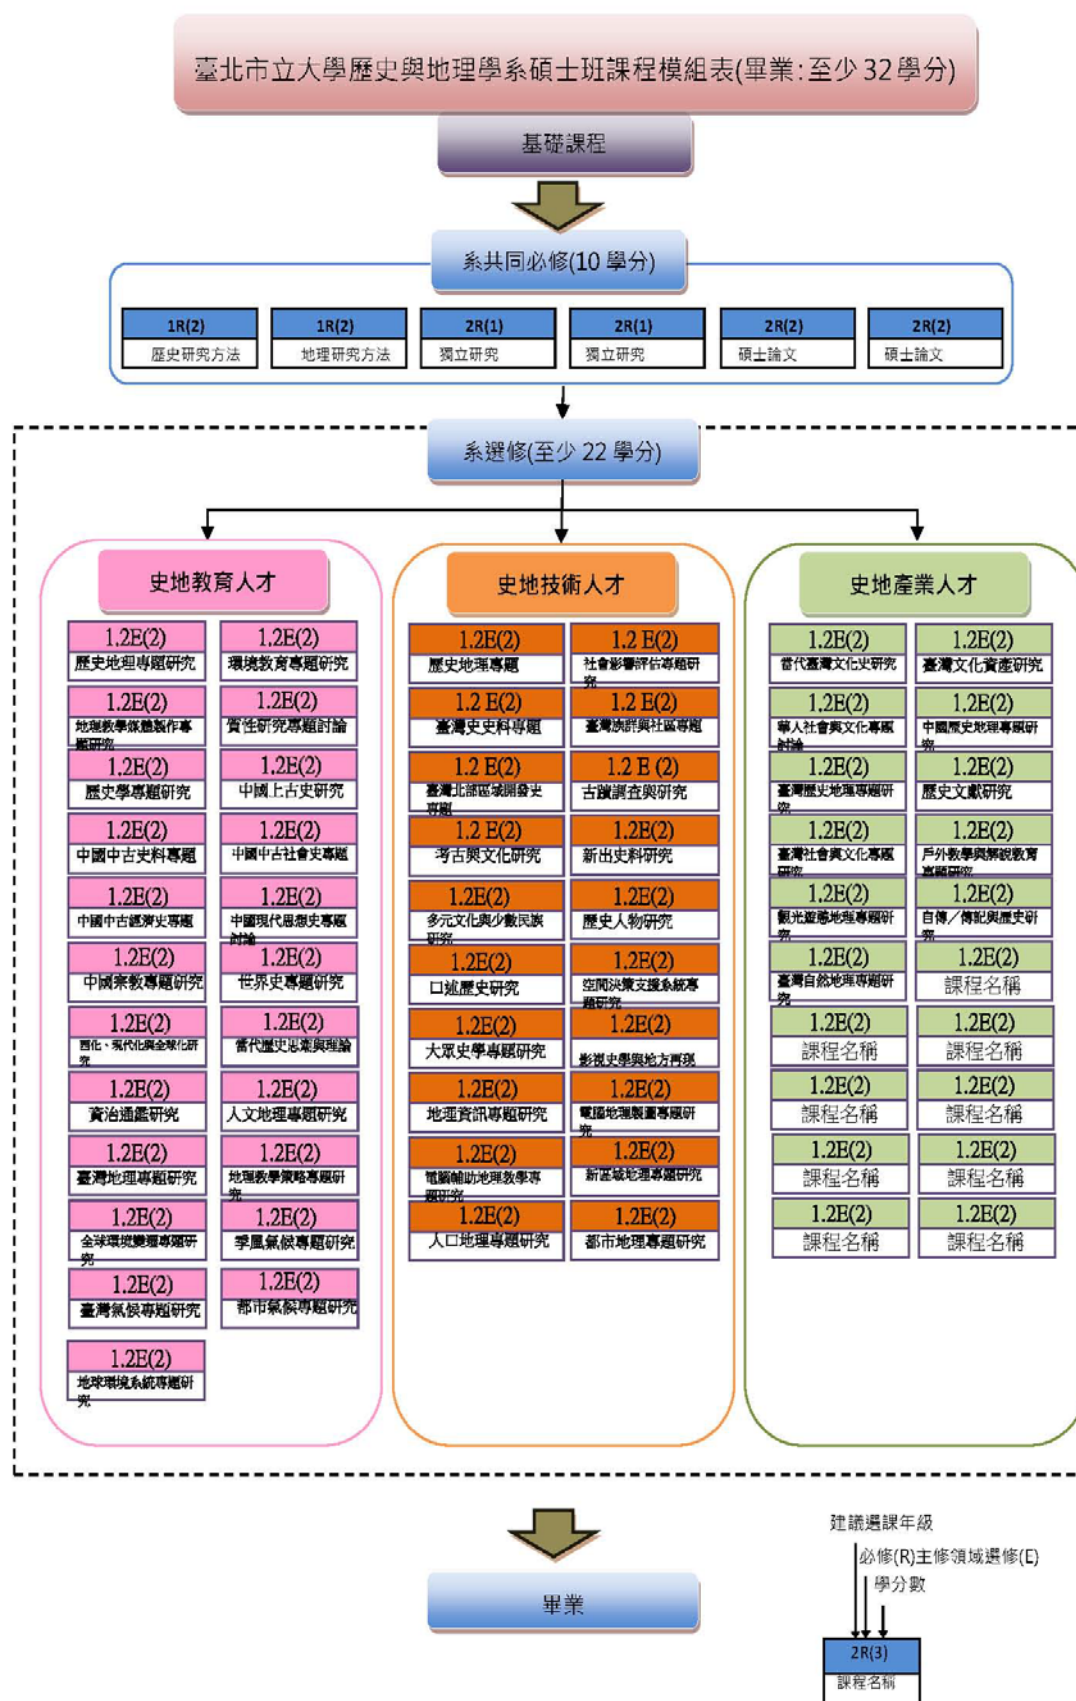 臺北市立大學歷史與地理學系碩士班課程模組表(畢業:至少 32 學分)
基礎課程
系共同必修(10 學分)
1R(2) 1R(2) 2R(1) 2R(1) 2R(2) 2R(2)
歷史研究方法 地理研究方法 獨立研究 獨立研究 碩士論文 碩士論文
系選修(至少 22 學分)
史地教育人才
1.2E(2) 1.2E(2)
歷史地理專題研究 環境教育專題研究
1.2E(2) 1.2E(2)
地理教學媒體製作專 質性研究專題討論
題研究
1.2E(2) 1.2E(2)
歷史學專題研究 中國上古史研究
1.2E(2) 1.2E(2)
中國中古史料專題 中國中古社會史專題
1.2E(2) 1.2E(2)
中國中古經濟史專題 中國現代思想史專題
討論
1.2E(2) 1.2E(2)
中國宗教專題研究 世界史專題研究
1.2E(2) 1.2E(2)
西化、現代化與全球化研 當代歷史思潮與理論
究
1.2E(2) 1.2E(2)
資治通鑑研究 人文地理專題研究
1.2E(2) 1.2E(2)
臺灣地理專題研究 地理教學策略專題研
究
1.2E(2) 1.2E(2)
全球環境變遷專題研 季風氣候專題研究
究
1.2E(2) 1.2E(2)
臺灣氣候專題研究 都市氣候專題研究
1.2E(2)
地球環境系統專題研
究
史地技術人才
1.2E(2) 1.2 E(2)
歷史地理專題 社會影響評估專題研
究
1.2 E(2) 1.2 E(2)
臺灣史史料專題 臺灣族群與社區專題
1.2 E(2) 1.2 E (2)
臺灣北部區域開發史 古蹟調查與研究
專題
1.2 E(2) 1.2E(2)
考古與文化研究 新出史料研究
1.2E(2) 1.2E(2)
多元文化與少數民族 歷史人物研究
研究
1.2E(2) 1.2E(2)
口述歷史研究 空間決策支援系統專
題研究
1.2E(2) 1.2E(2)
大眾史學專題研究 影視史學與地方再現
1.2E(2) 1.2E(2)
地理資訊專題研究 電腦地理製圖專題研
究
1.2E(2) 1.2E(2)
電腦輔助地理教學專 新區域地理專題研究
題研究
1.2E(2) 1.2E(2)
人口地理專題研究 都市地理專題研究
史地產業人才
1.2E(2) 1.2E(2)
當代臺灣文化史研究 臺灣文化資產研究
1.2E(2) 1.2E(2)
華人社會與文化專題 中國歷史地理專題研
討論 究
1.2E(2) 1.2E(2)
臺灣歷史地理專題研 歷史文獻研究
究
1.2E(2) 1.2E(2)
臺灣社會與文化專題 戶外教學與解說教育
研究 專題研究
1.2E(2) 1.2E(2)
觀光遊憩地理專題研 自傳／傳記與歷史研
究 究
1.2E(2) 1.2E(2)
臺灣自然地理專題研 課程名稱
究
1.2E(2) 1.2E(2)
課程名稱 課程名稱
1.2E(2) 1.2E(2)
課程名稱 課程名稱
1.2E(2) 1.2E(2)
課程名稱 課程名稱
1.2E(2) 1.2E(2)
課程名稱 課程名稱
畢業
建議選課年級
必修(R)主修領域選修(E)
學分數
2R(3)
課程名稱